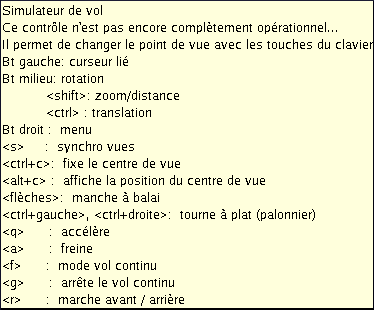 Simulateur de vol
Ce contrôle n'est pas encore complètement opérationnel...
Il permet de changer le point de vue avec les touches du clavier
Bt gauche: curseur lié
Bt milieu: rotation
<shift>: zoom/distance
<ctrl> : translation
Bt droit : menu
<s> : synchro vues
<ctrl+c>: fixe le centre de vue
<alt+c> : affiche la position du centre de vue
<flèches>: manche à balai
<ctrl+gauche>, <ctrl+droite>: tourne à plat (palonnier)
<q> : accélère
<a> : freine
<f> : mode vol continu
<g> : arrête le vol continu
<r> : marche avant / arrière